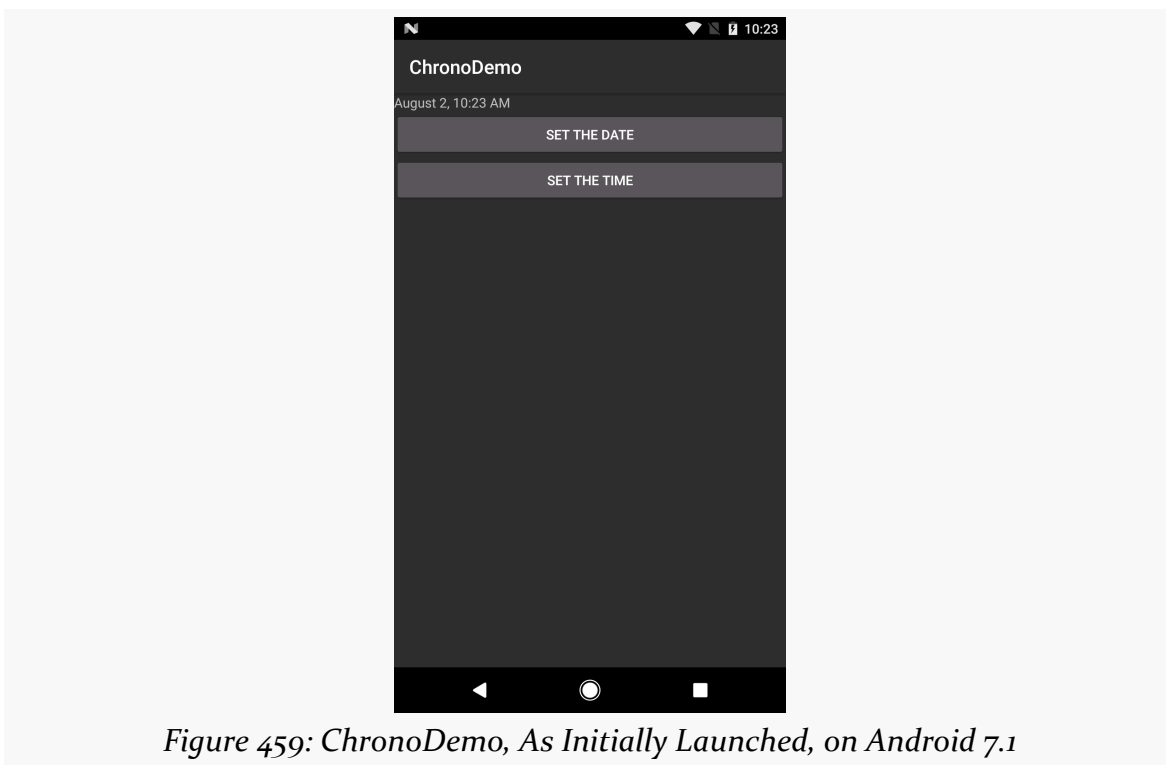 10:23
ChronoDemo
August 2, 10:23 AM
SET THE DATE
SET THE TIME
Figure 459: ChronoDemo, As Initially Launched, on Android 7.1